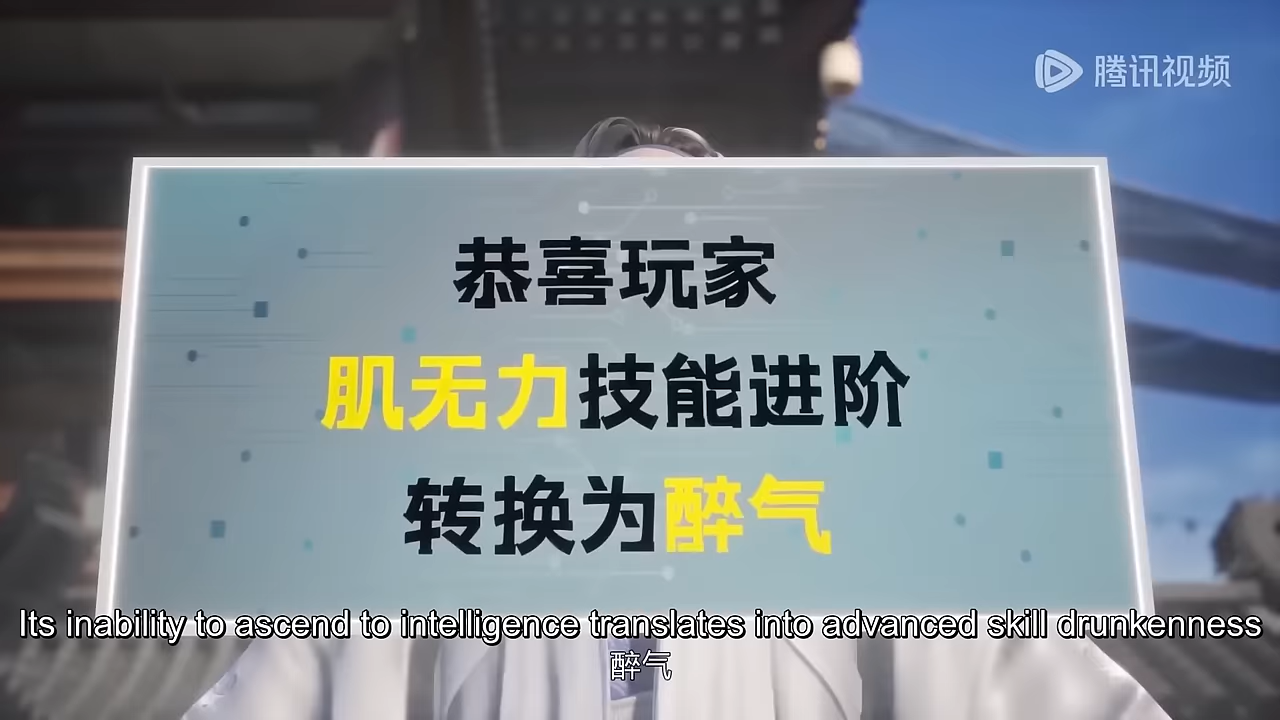 腾讯视频
恭喜玩家
肌无力技能进阶
转换为醉气
Its inability to ascend to intelligence translates into advanced skill drunkenness
醉气